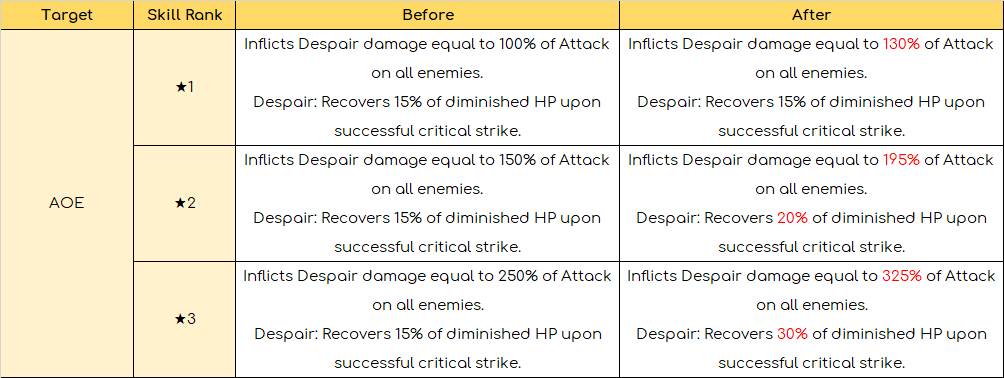 Target Skill Rank Before After
AOE
★1
Inflicts Despair damage equal to 100% of Attack
on all enemies.
Despair: Recovers 15% of diminished HP upon
successful critical strike.
Inflicts Despair damage equal to 130% of Attack
on all enemies.
Despair: Recovers 15% of diminished HP upon
successful critical strike.
★2
Inflicts Despair damage equal to 150% of Attack
on all enemies.
Despair: Recovers 15% of diminished HP upon
successful critical strike.
Inflicts Despair damage equal to 195% of Attack
on all enemies.
Despair: Recovers 20% of diminished HP upon
successful critical strike.
★3
Inflicts Despair damage equal to 250% of Attack
on all enemies.
Despair: Recovers 15% of diminished HP upon
successful critical strike.
Inflicts Despair damage equal to 325% of Attack
on all enemies.
Despair: Recovers 30% of diminished HP upon
successful critical strike.